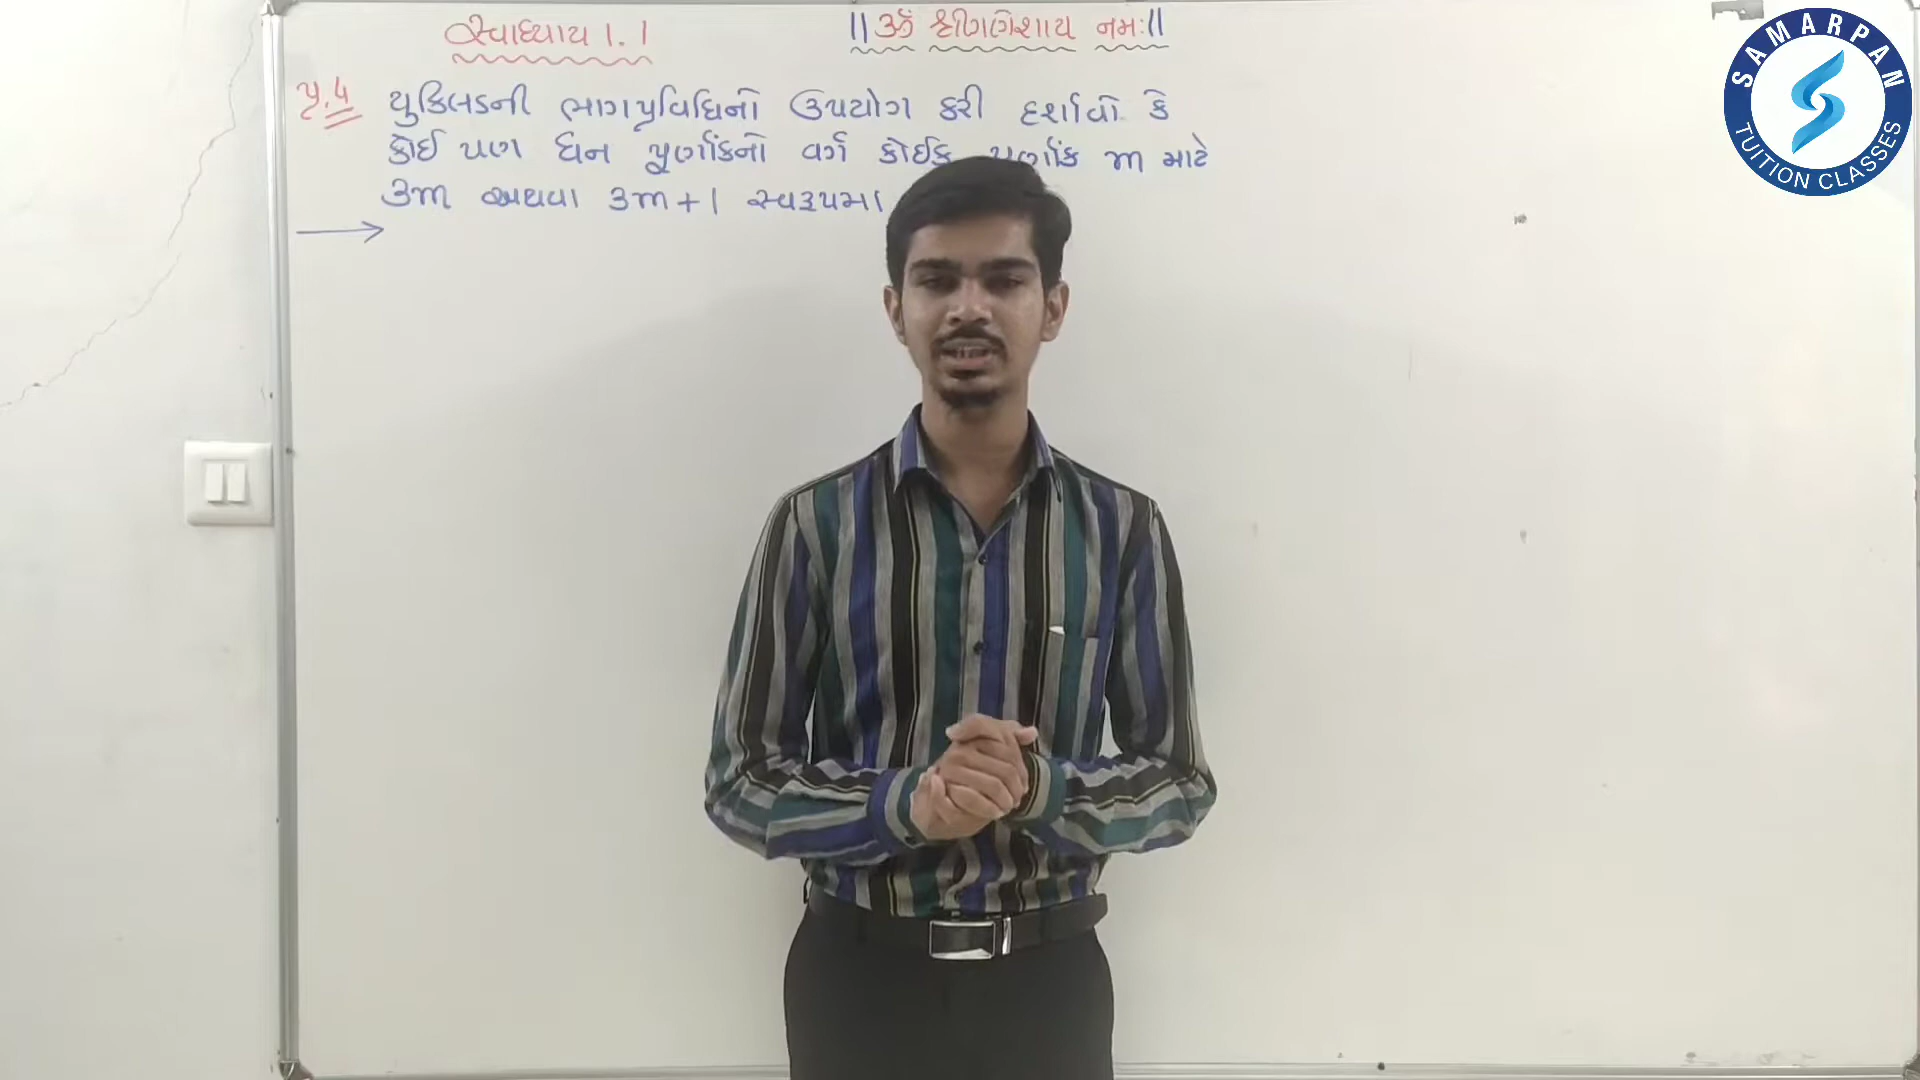 સ્વાધ્યાય 1.1
||ૐ શ્રી ગણેશાય નમઃ||
પ્ર.4 યુક્લિડની ભાગપ્રવિધિનો ઉપયોગ કરી દર્શાવો કે
કોઈ પણ ધન પૂર્ણાંકનો વર્ગ કોઈક પૂર્ણાંક m માટે
3m અથવા 3m+1 સ્વરૂપમાં
SAMARPAN
TUITION CLASSES